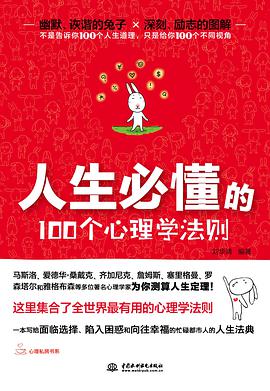 幽默、诙谐的兔子 × 深刻、励志的图解
不是告诉你100个人生道理，只是给你100个不同视角
人生必懂的
100个心理学法则
编著
马斯洛、爱德华·桑戴克、齐加尼克、詹姆斯、塞里格曼、罗
森塔尔和雅格布森等多位著名心理学家为你测算人生定理！
这里集合了全世界最有用的心理学法则
一本写给面临选择、陷入困惑和向往幸福的忙碌都市人的人生法典
心理私房书系
中国水利水电出版社
www.waterpub.com.cn